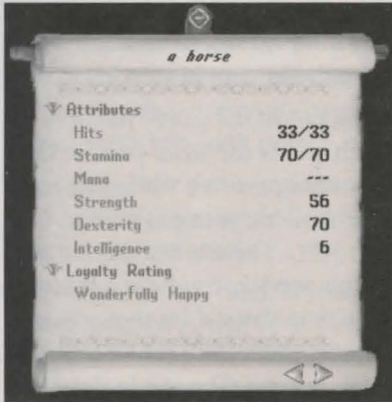 a horse
Attributes
Hits 33/33
Stamina 70/70
Mana ---
Strength 56
Dexterity 70
Intelligence 6
Loyalty Rating
Wonderfully Happy